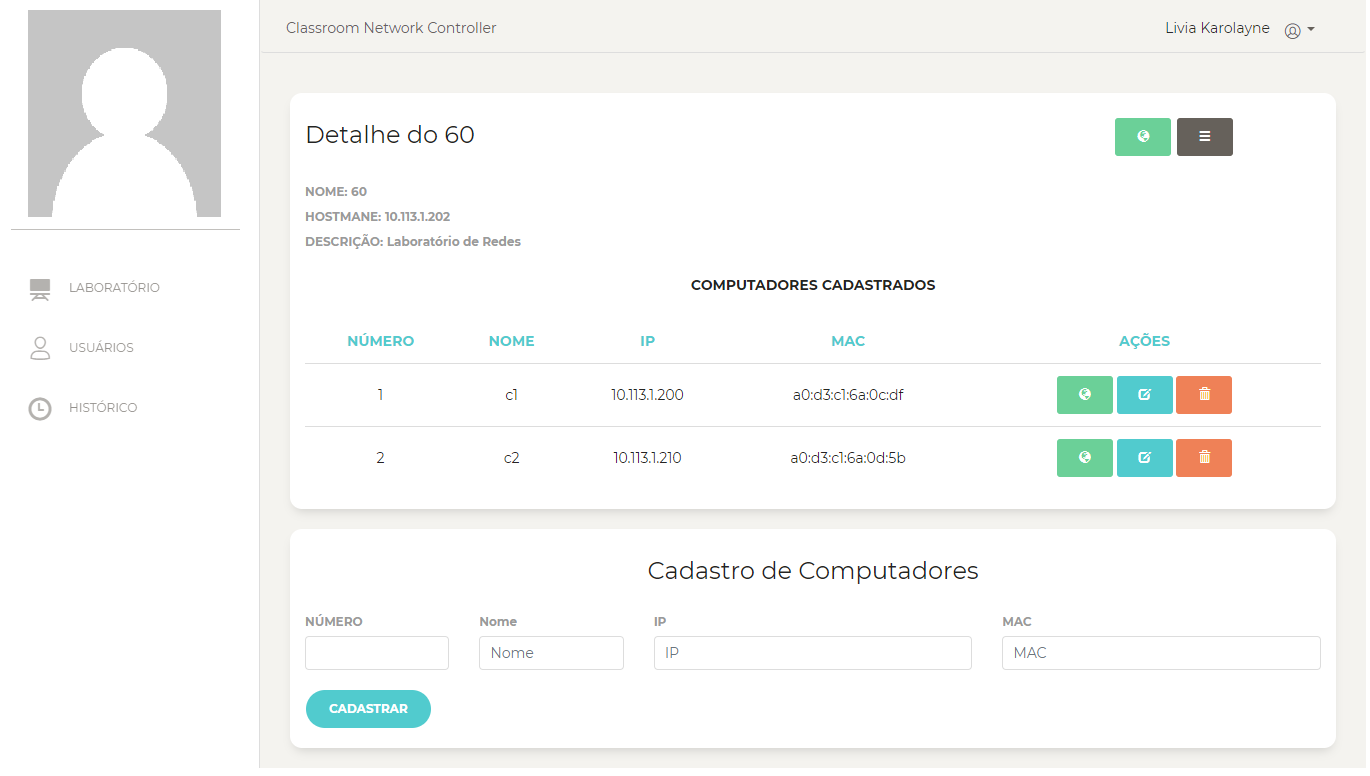 Classroom Network Controller
Livia Karolayne
LABORATÓRIO
USUÁRIOS
HISTÓRICO
Detalhe do 60
NOME: 60
HOSTMANE: 10.113.1.202
DESCRIÇÃO: Laboratório de Redes
COMPUTADORES CADASTRADOS
NÚMERO NOME IP MAC AÇÕES
1 c1 10.113.1.200 a0:d3:c1:6a:0c:df
2 c2 10.113.1.210 a0:d3:c1:6a:0d:5b
Cadastro de Computadores
NÚMERO Nome IP MAC
Nome IP MAC
CADASTRAR